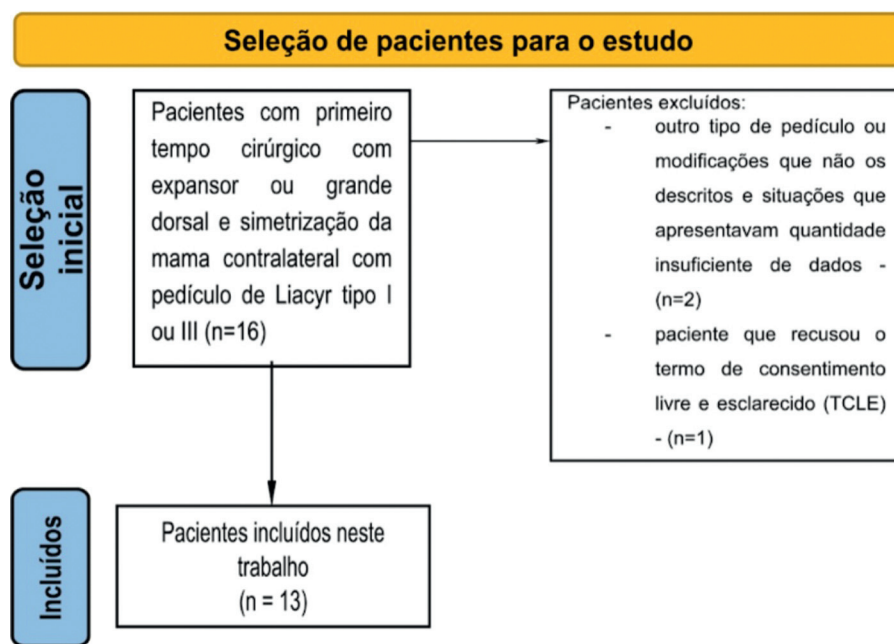 Seleção de pacientes para o estudo
Seleção
inicial
Pacientes com primeiro
tempo cirúrgico com
expansor ou grande
dorsal e simetrização da
mama contralateral com
pedículo de Liacyr tipo I
ou III (n=16)
Pacientes excluídos:
- outro tipo de pedículo ou
modificações que não os
descritos e situações que
apresentavam quantidade
insuficiente de dados -
(n=2)
- paciente que recusou o
termo de consentimento
livre e esclarecido (TCLE)
- (n=1)
Incluídos
Pacientes incluídos neste
trabalho
(n = 13)